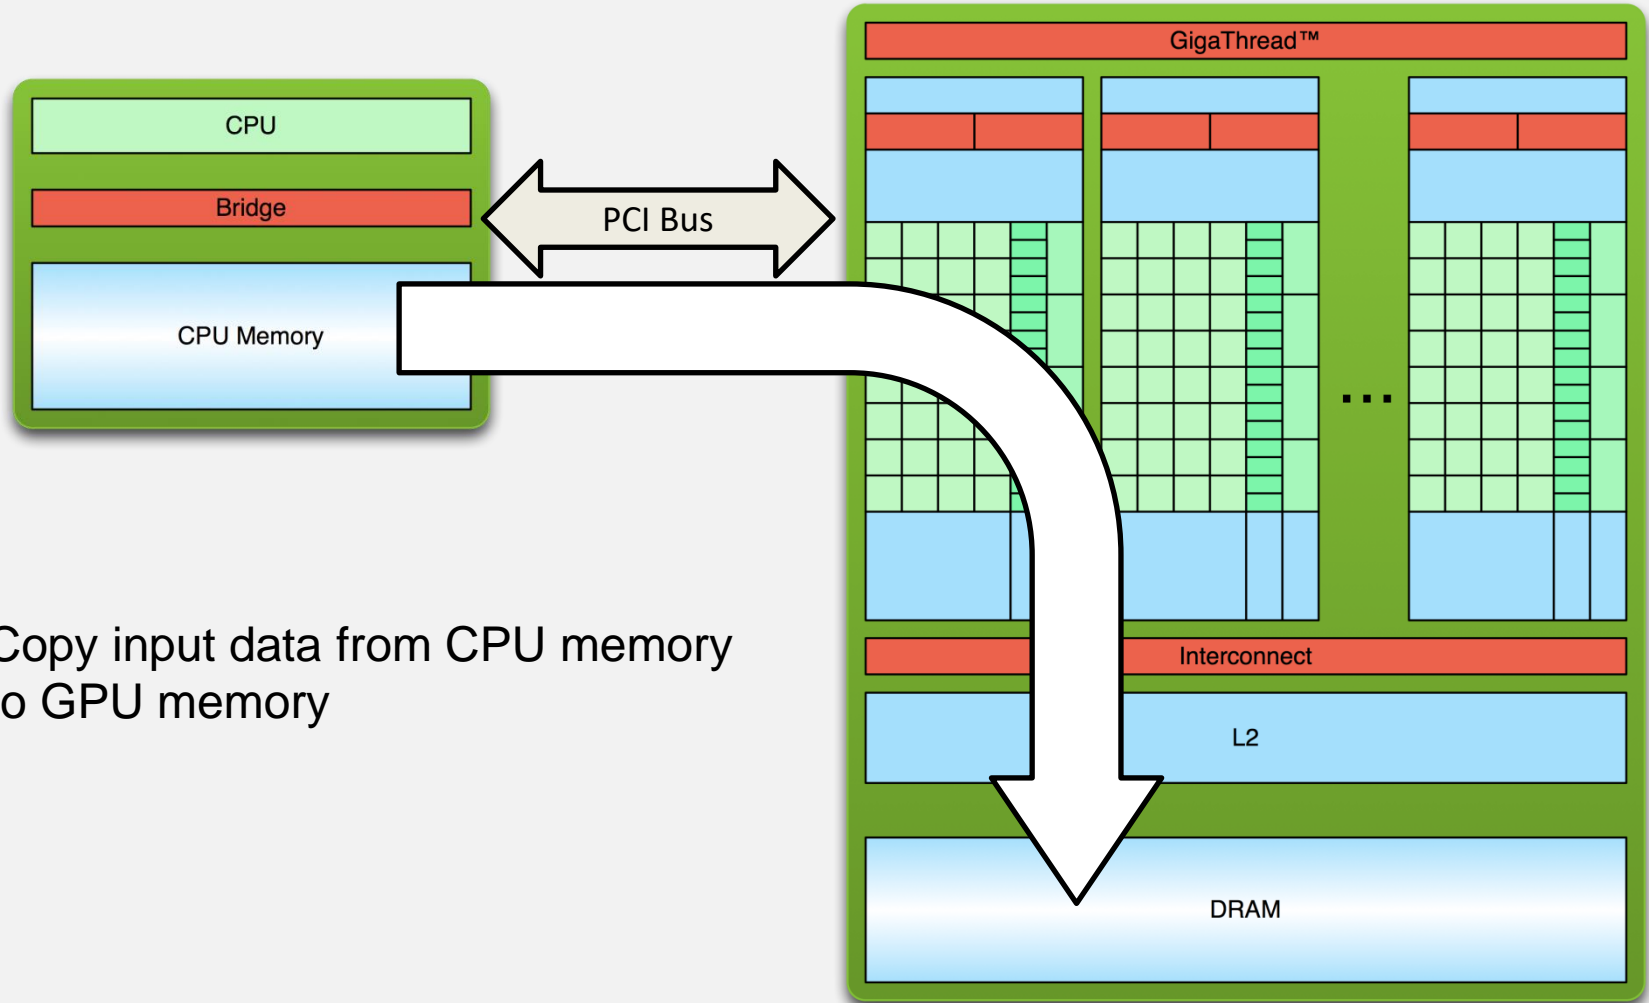 GigaThread™
CPU
Bridge
PCI Bus
CPU Memory
...
Copy input data from CPU memory
o GPU memory
Interconnect
L2
DRAM